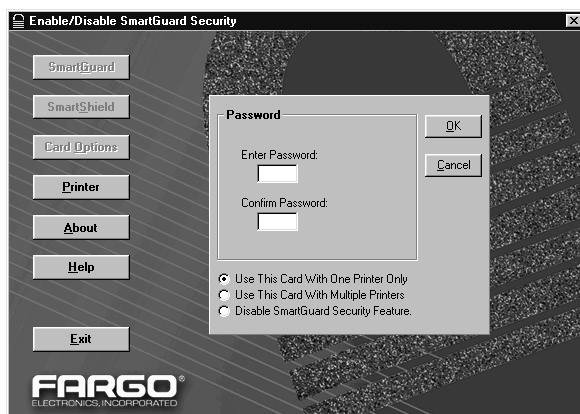 Enable/Disable SmartGuard Security
SmartGuard
SmartShield
Card Options
Printer
About
Help
Exit
Password
Enter Password:
Confirm Password:
OK
Cancel
Use This Card With One Printer Only
Use This Card With Multiple Printers
Disable SmartGuard Security Feature.
FARGO®
ELECTRONICS, INCORPORATED